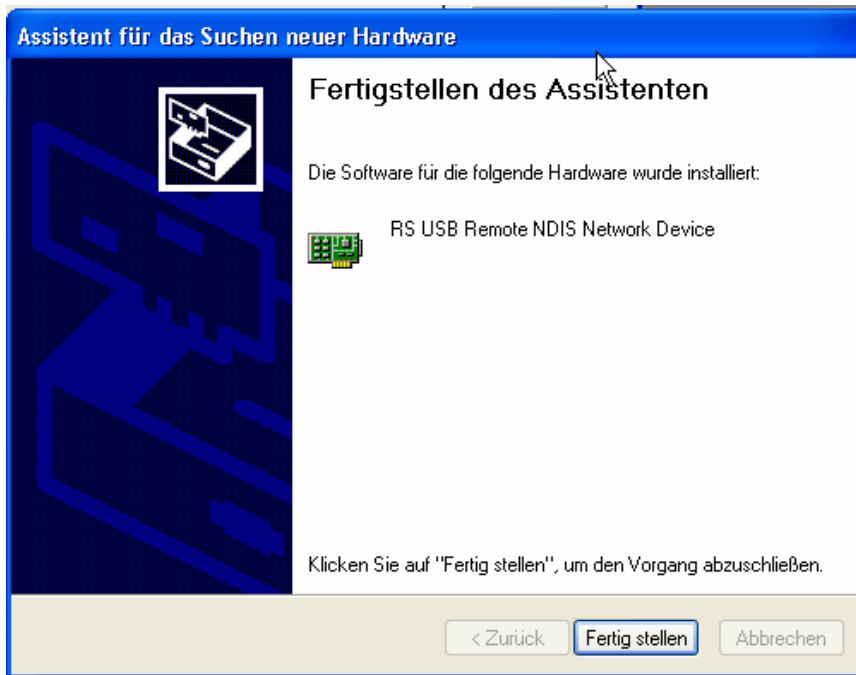 Assistent für das Suchen neuer Hardware
Fertigstellen des Assistenten
Die Software für die folgende Hardware wurde installiert:
RS USB Remote NDIS Network Device
Klicken Sie auf "Fertig stellen", um den Vorgang abzuschließen.
< Zurück Fertig stellen Abbrechen